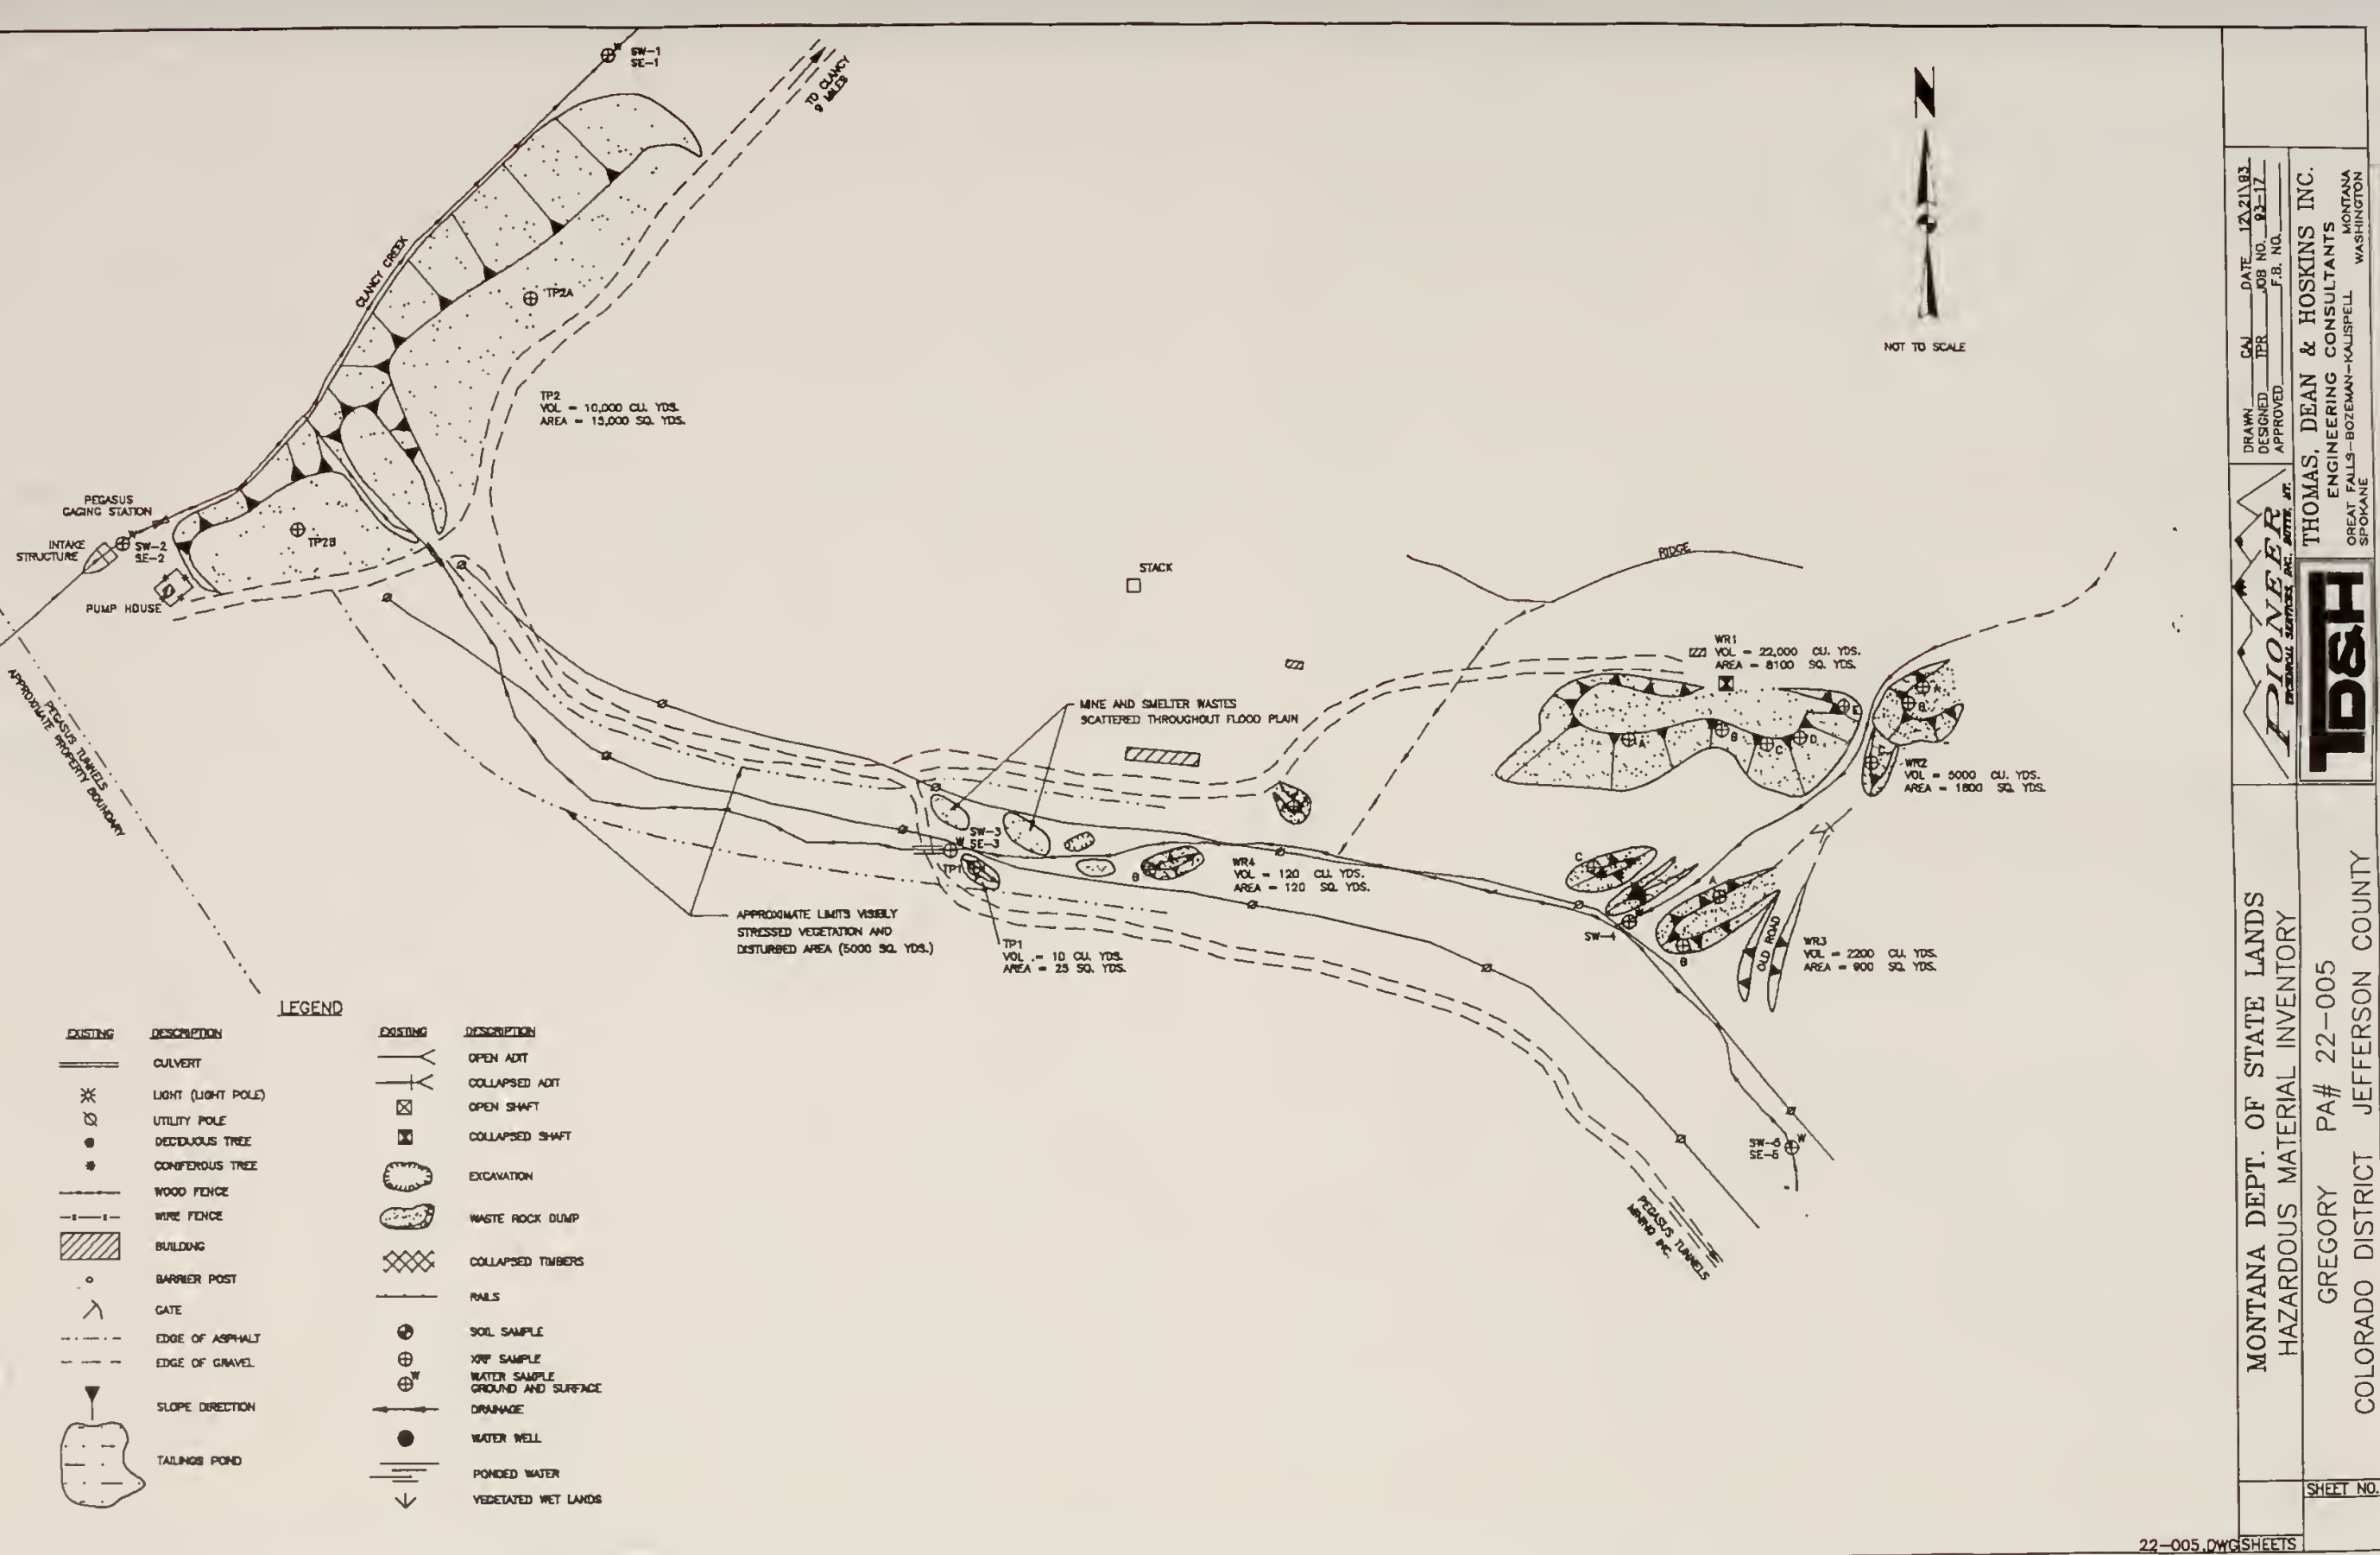 SW-1
SE-1
TO CLANCY
9 MILES
N
NOT TO SCALE
CLANCY CREEK
TP2A
TP2
VOL = 10,000 CU. YDS.
AREA = 15,000 SQ. YDS.
PEGASUS
GAGING STATION
INTAKE
STRUCTURE
SW-2
SE-2
TP2B
PUMP HOUSE
PEGASUS TUNNELS
APPROXIMATE PROPERTY BOUNDARY
STACK
RIDGE
WR1
VOL = 22,000 CU. YDS.
AREA = 8100 SQ. YDS.
A
B
C
D
E
A
B
C
WR2
VOL = 5000 CU. YDS.
AREA = 1800 SQ. YDS.
MINE AND SMELTER WASTES
SCATTERED THROUGHOUT FLOOD PLAIN
W
SW-3
SE-3
TP1
A
B
WR4
VOL = 120 CU. YDS.
AREA = 120 SQ. YDS.
C
A
B
SW-4
OLD ROAD
WR3
VOL = 2200 CU. YDS.
AREA = 900 SQ. YDS.
APPROXIMATE LIMITS VISIBLY
STRESSED VEGETATION AND
DISTURBED AREA (5000 SQ. YDS.)
TP1
VOL .= 10 CU. YDS.
AREA = 25 SQ. YDS.
SW-5
SE-5
W
PEGASUS TUNNELS
MINING INC.
LEGEND
EXISTING DESCRIPTION
CULVERT
LIGHT (LIGHT POLE)
UTILITY POLE
DECIDUOUS TREE
CONIFEROUS TREE
WOOD FENCE
WIRE FENCE
BUILDING
BARRIER POST
GATE
EDGE OF ASPHALT
EDGE OF GRAVEL
SLOPE DIRECTION
TAILINGS POND
EXISTING DESCRIPTION
OPEN ADIT
COLLAPSED ADIT
OPEN SHAFT
COLLAPSED SHAFT
EXCAVATION
WASTE ROCK DUMP
COLLAPSED TIMBERS
RAILS
SOIL SAMPLE
XRF SAMPLE
W
WATER SAMPLE
GROUND AND SURFACE
DRAINAGE
WATER WELL
PONDED WATER
VEGETATED WET LANDS
DRAWN CAJ DATE 12\21\93
DESIGNED TPR JOB NO. 93-17
APPROVED F.B. NO.
THOMAS, DEAN & HOSKINS INC.
ENGINEERING CONSULTANTS
GREAT FALLS-BOZEMAN-KALISPELL MONTANA
SPOKANE WASHINGTON
PIONEER
TECHNICAL SERVICES, INC. BUTTE, MT.
TD&H
MONTANA DEPT. OF STATE LANDS
HAZARDOUS MATERIAL INVENTORY
GREGORY PA# 22-005
COLORADO DISTRICT JEFFERSON COUNTY
SHEET NO.
SHEETS
22-005.DWG